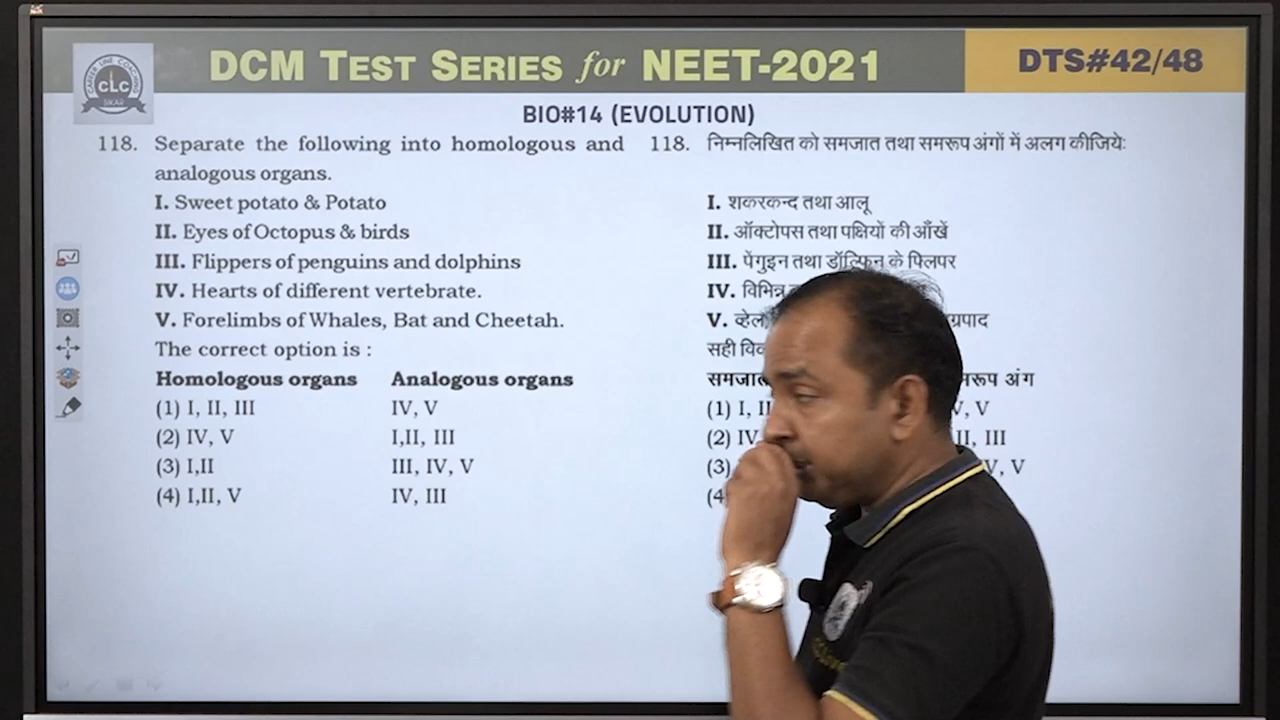 DCM TEST SERIES for NEET-2021
DTS#42/48
CAREER LINE COACHING
CLC
SIKAR
BIO#14 (EVOLUTION)
118. Separate the following into homologous and
analogous organs.
I. Sweet potato & Potato
II. Eyes of Octopus & birds
III. Flippers of penguins and dolphins
IV. Hearts of different vertebrate.
V. Forelimbs of Whales, Bat and Cheetah.
The correct option is :
Homologous organs Analogous organs
(1) I, II, III IV, V
(2) IV, V I,II, III
(3) I,II III, IV, V
(4) I,II, V IV, III
118. निम्नलिखित को समजात तथा समरूप अंगों में अलग कीजिये:
I. शकरकन्द तथा आलू
II. ऑक्टोपस तथा पक्षियों की आँखें
III. पेंगुइन तथा डॉल्फिन के फ्लिपर
IV.
V.
सही
अंग
(1) V, V
(2) IV II, III
(3) V, V
(4